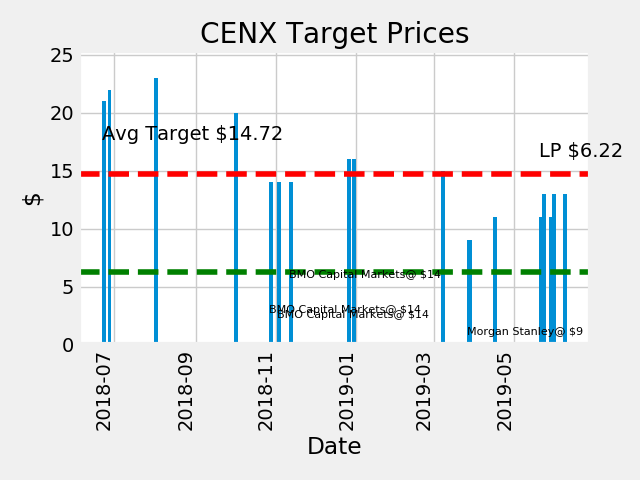 CENX Target Prices
25
20
15
10
5
0
$
Avg Target $14.72
LP $6.22
BMO Capital Markets@ $14
BMO Capital Markets@ $14
BMO Capital Markets@ $14
Morgan Stanley@ $9
2018-07
2018-09
2018-11
2019-01
2019-03
2019-05
Date